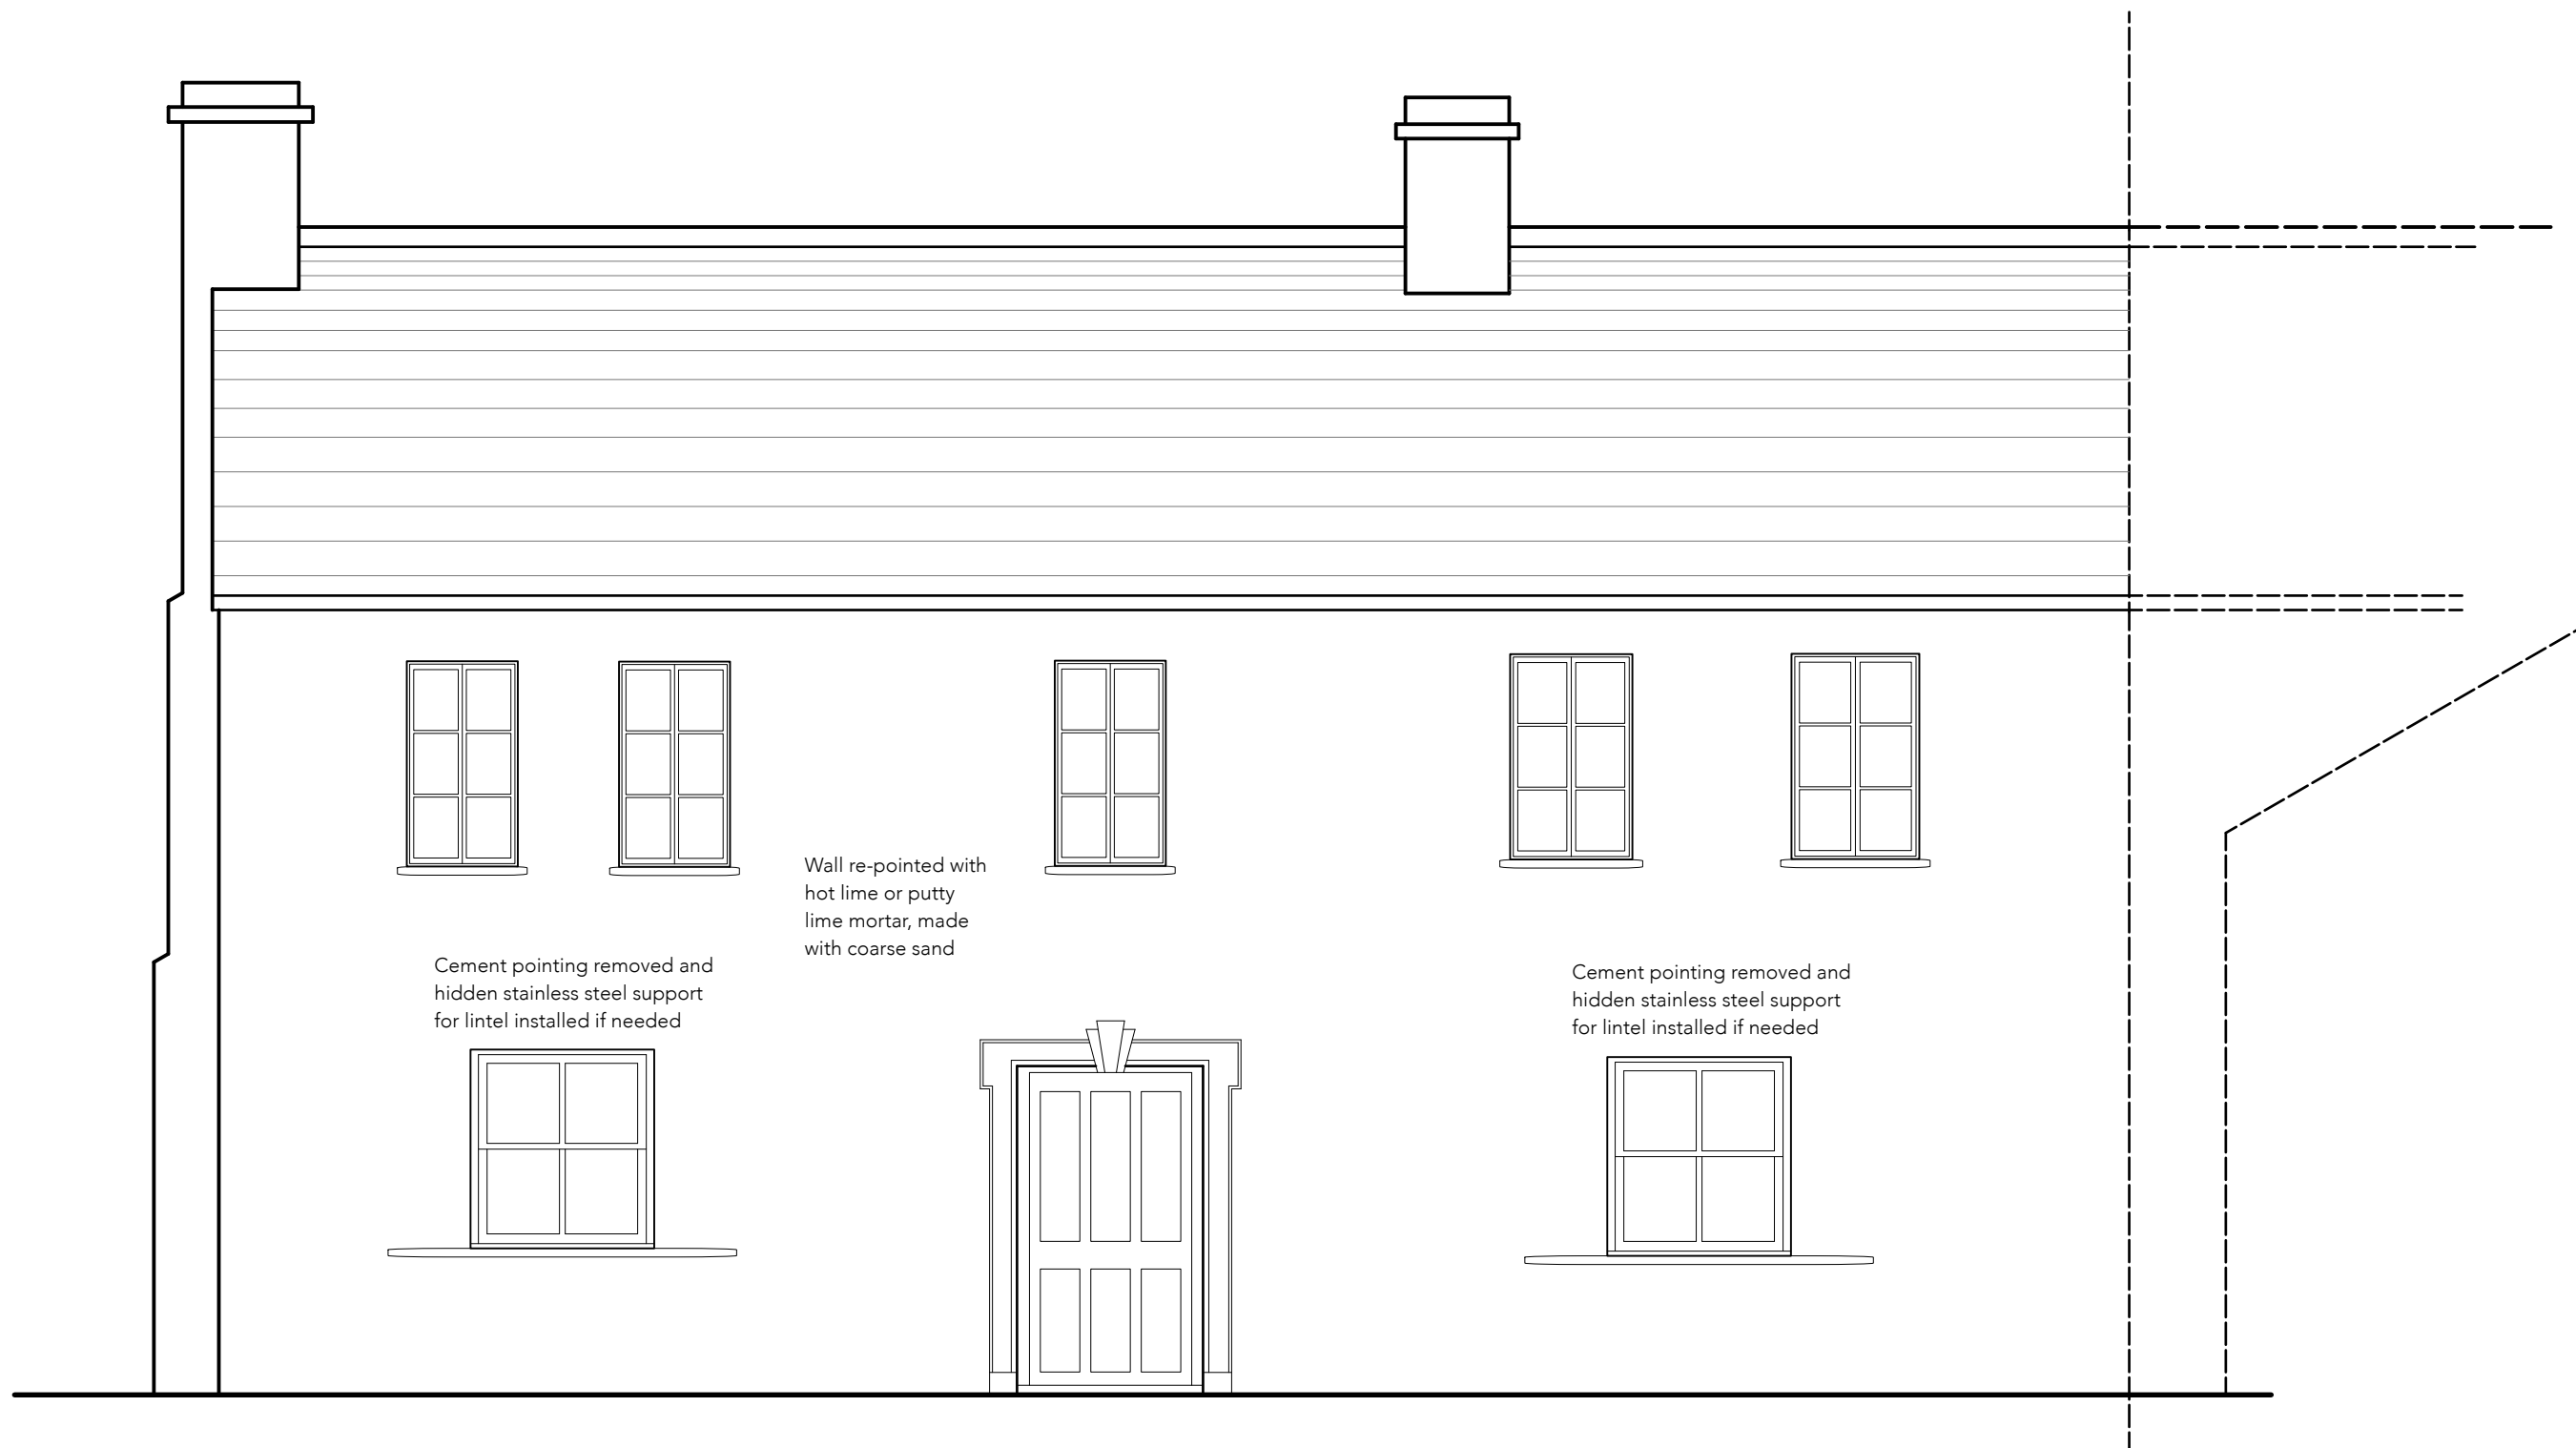 Wall re-pointed with
hot lime or putty
lime mortar, made
with coarse sand
Cement pointing removed and
hidden stainless steel support
for lintel installed if needed
Cement pointing removed and
hidden stainless steel support
for lintel installed if needed